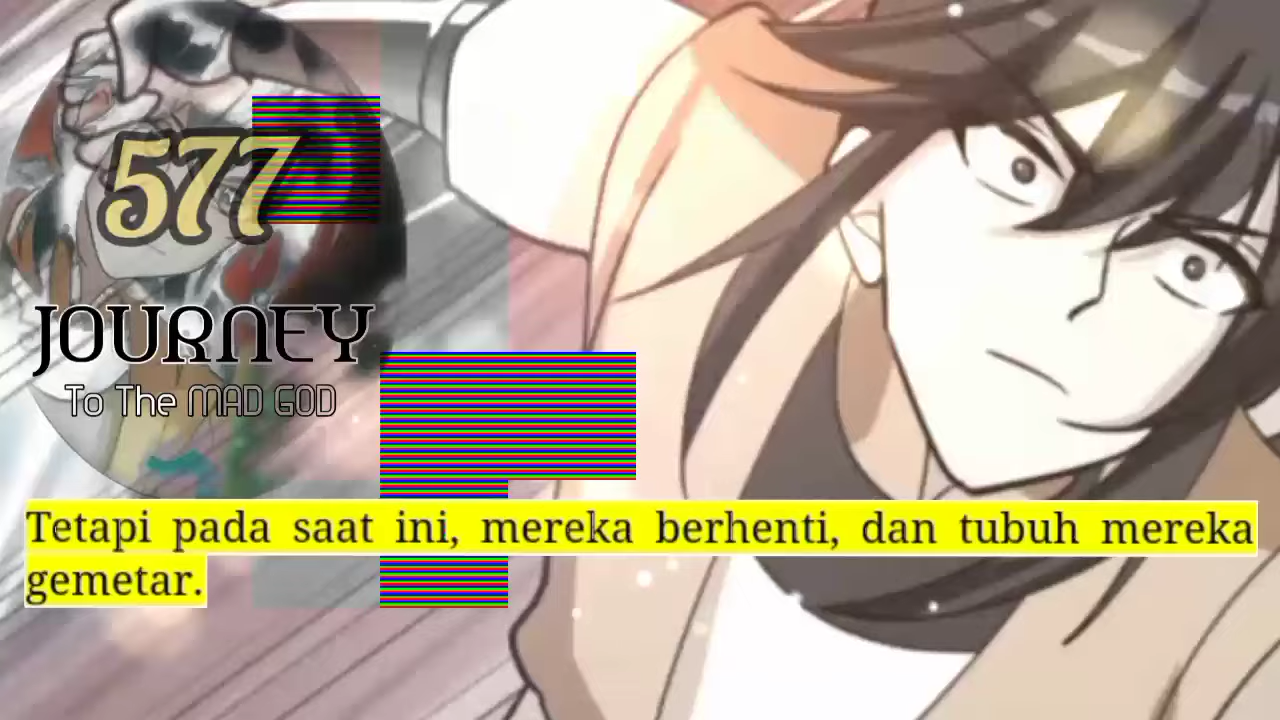 577
JOURNEY
To The MAD GOD
Tetapi pada saat ini, mereka berhenti, dan tubuh mereka
gemetar.